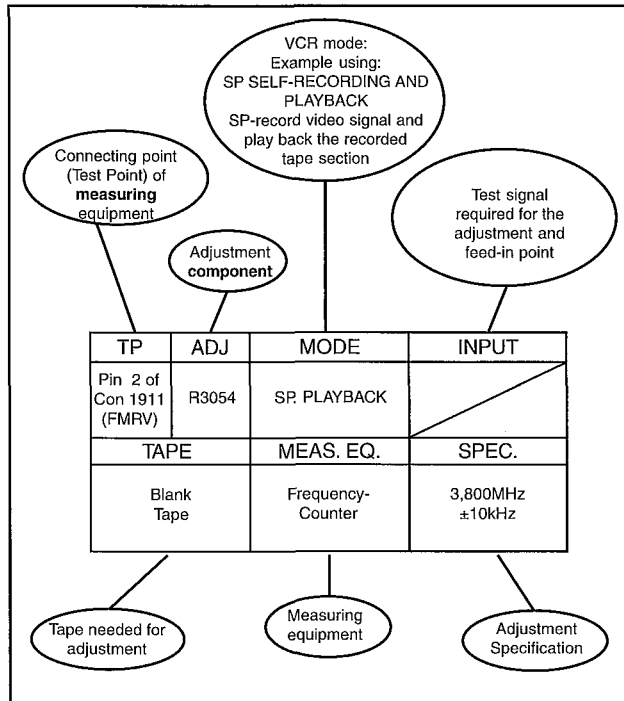 VCR mode:
Example using:
SP SELF-RECORDING AND
PLAYBACK
SP-record video signal and
play back the recorded
tape section
Connecting point
(Test Point) of
measuring
equipment
Adjustment
component
Test signal
required for the
adjustment and
feed-in point
TP ADJ MODE INPUT
Pin 2 of
Con 1911
(FMRV)
R3054
SP. PLAYBACK
TAPE MEAS. EQ. SPEC.
Blank
Tape
Frequency-
Counter
3,800MHz
±10kHz
Tape needed for
adjustment
Measuring
equipment
Adjustment
Specification